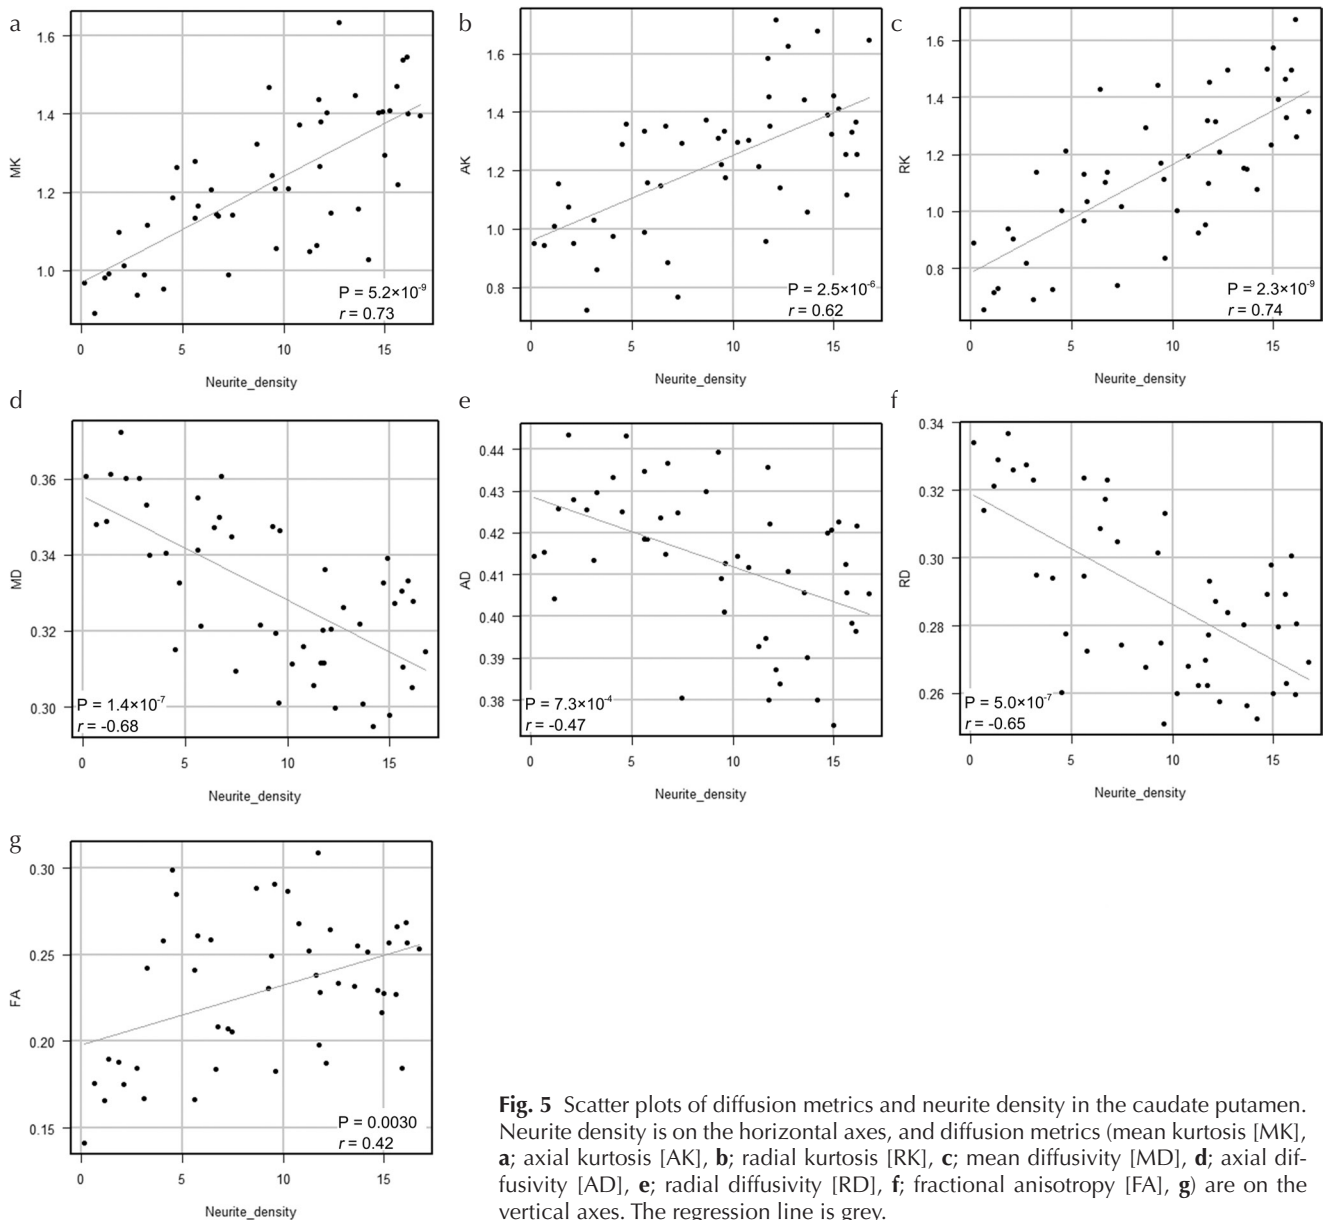 a
1.6
1.4
1.2
1.0
MK
P = 5.2×10⁻⁹
r = 0.73
0 5 10 15
Neurite_density
b
1.6
1.4
1.2
1.0
0.8
AK
P = 2.5×10⁻⁶
r = 0.62
0 5 10 15
Neurite_density
c
1.6
1.4
1.2
1.0
0.8
RK
P = 2.3×10⁻⁹
r = 0.74
0 5 10 15
Neurite_density
d
0.36
0.34
0.32
0.30
MD
P = 1.4×10⁻⁷
r = -0.68
0 5 10 15
Neurite_density
e
0.44
0.43
0.42
0.41
0.40
0.39
0.38
AD
P = 7.3×10⁻⁴
r = -0.47
0 5 10 15
Neurite_density
f
0.34
0.32
0.30
0.28
0.26
RD
P = 5.0×10⁻⁷
r = -0.65
0 5 10 15
Neurite_density
g
0.30
0.25
0.20
0.15
FA
P = 0.0030
r = 0.42
0 5 10 15
Neurite_density
Fig. 5 Scatter plots of diffusion metrics and neurite density in the caudate putamen.
Neurite density is on the horizontal axes, and diffusion metrics (mean kurtosis [MK],
a; axial kurtosis [AK], b; radial kurtosis [RK], c; mean diffusivity [MD], d; axial dif-
fusivity [AD], e; radial diffusivity [RD], f; fractional anisotropy [FA], g) are on the
vertical axes. The regression line is grey.